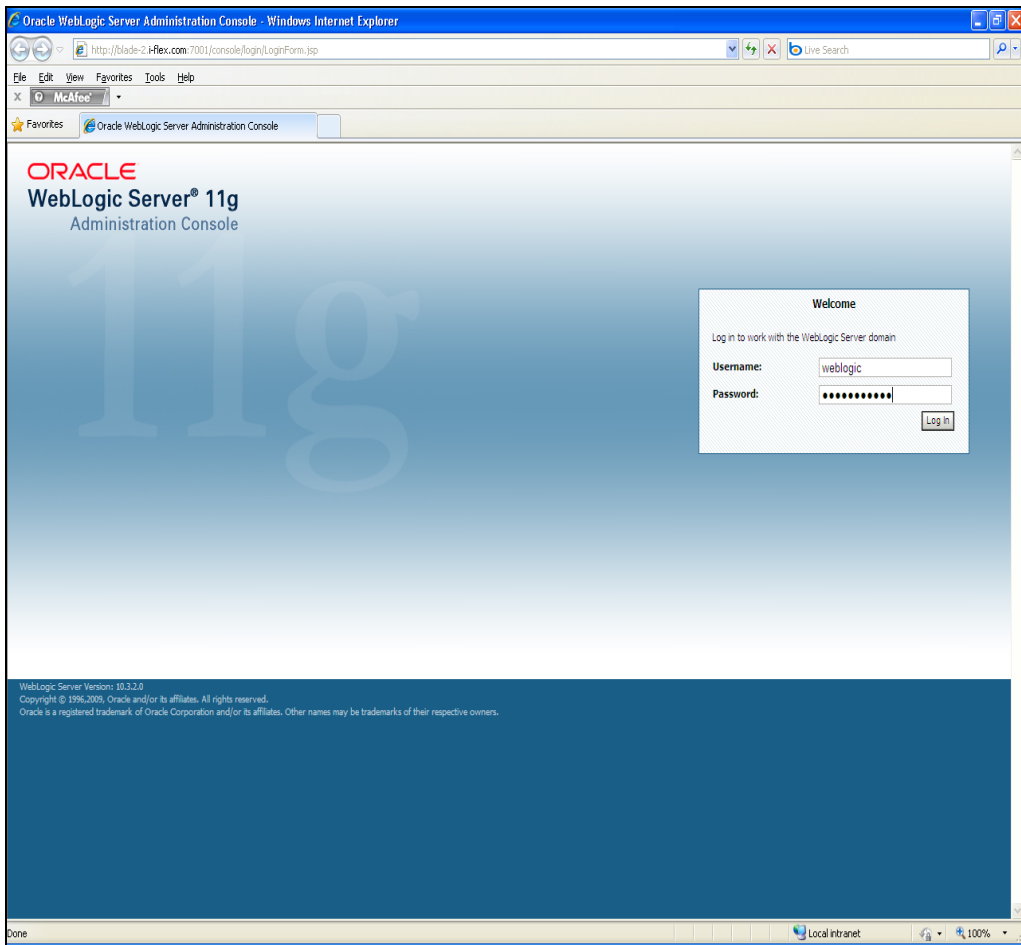 Oracle WebLogic Server Administration Console - Windows Internet Explorer
http://blade-2.i-flex.com:7001/console/login/LoginForm.jsp
Live Search
File Edit View Favorites Tools Help
X McAfee
Favorites
Oracle WebLogic Server Administration Console
ORACLE
WebLogic Server® 11g
Administration Console
11g
Welcome
Log in to work with the WebLogic Server domain
Username:
weblogic
Password:
•••••••••••
Log In
WebLogic Server Version: 10.3.2.0
Copyright © 1996,2009, Oracle and/or its affiliates. All rights reserved.
Oracle is a registered trademark of Oracle Corporation and/or its affiliates. Other names may be trademarks of their respective owners.
Done
Local intranet
100%